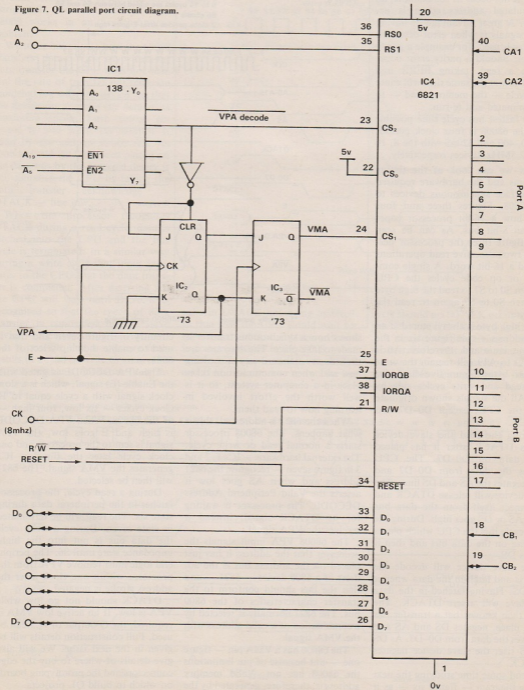 Figure 7. QL parallel port circuit diagram.
20
5v
A₁
36
RS0
A₂
35
RS1
40
CA1
IC1
IC4
6821
39
CA2
138
A₀
Y₀
A₁
A₂
VPA decode
23
CS₂
2
3
5v
22
CS₀
4
5
6
7
8
9
Port A
A₁₉
EN1
A₆
EN2
Y₇
CLR
J
Q
J
Q
VMA
24
CS₁
CK
IC₂
IC₃
K
Q
K
Q
VMA
'73
'73
VPA
E
25
E
37
IORQB
38
IORQA
21
R/W
10
11
12
13
14
15
16
17
Port B
CK
(8mhz)
R/W
RESET
34
RESET
18
CB₁
19
CB₂
D₀
33
D₀
32
D₁
31
D₂
30
D₃
29
D₄
28
D₅
27
D₆
D₇
26
D₇
1
0v